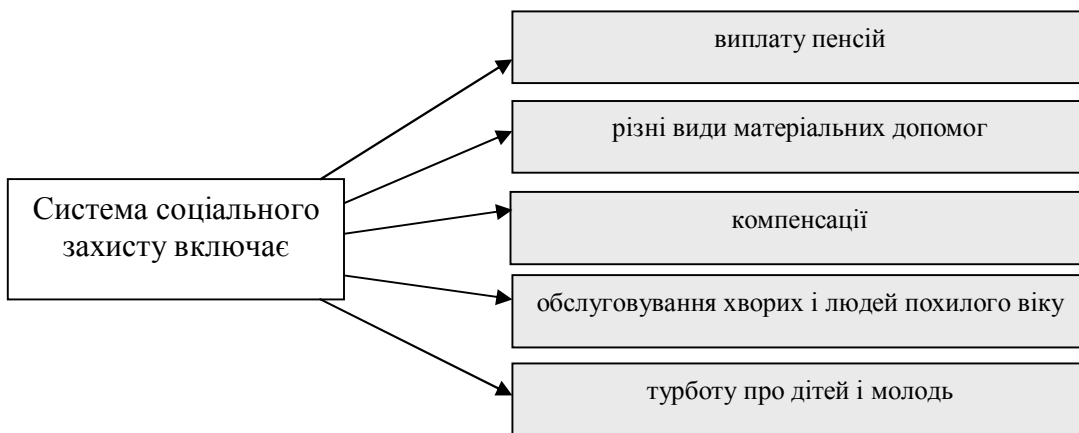 Система соціального
захисту включає
виплату пенсій
різні види матеріальних допомог
компенсації
обслуговування хворих і людей похилого віку
турботу про дітей і молодь